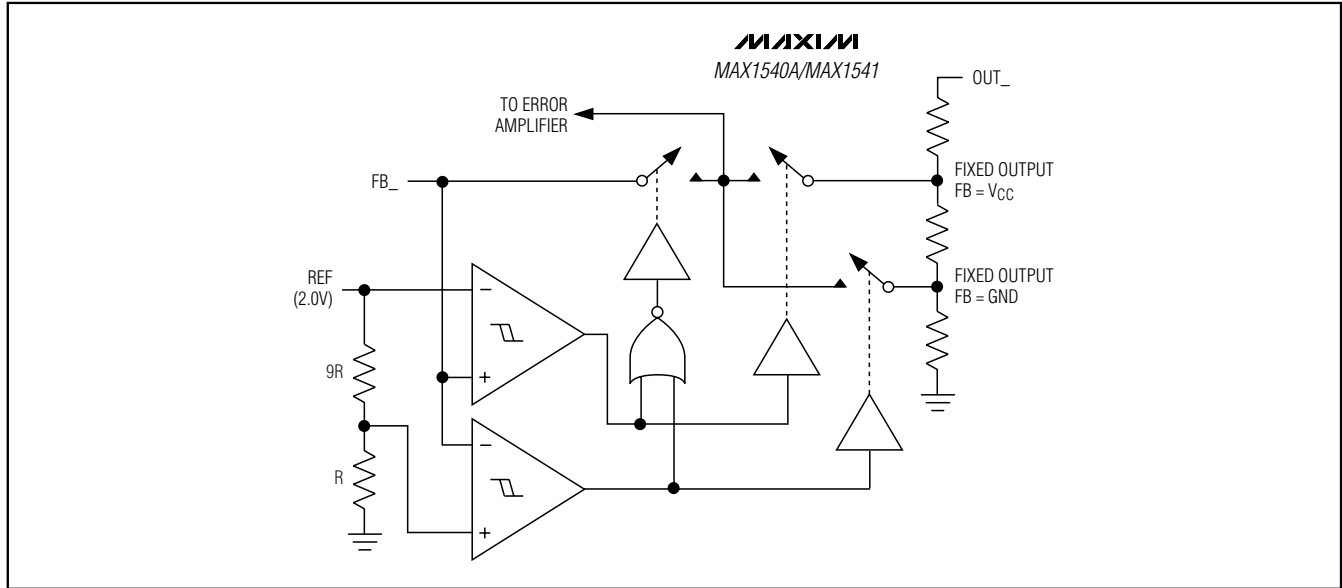 MAXIM
MAX1540A/MAX1541
OUT_
TO ERROR
AMPLIFIER
FIXED OUTPUT
FB = VCC
FB_
REF
(2.0V)
FIXED OUTPUT
FB = GND
−
9R
+
−
R
+